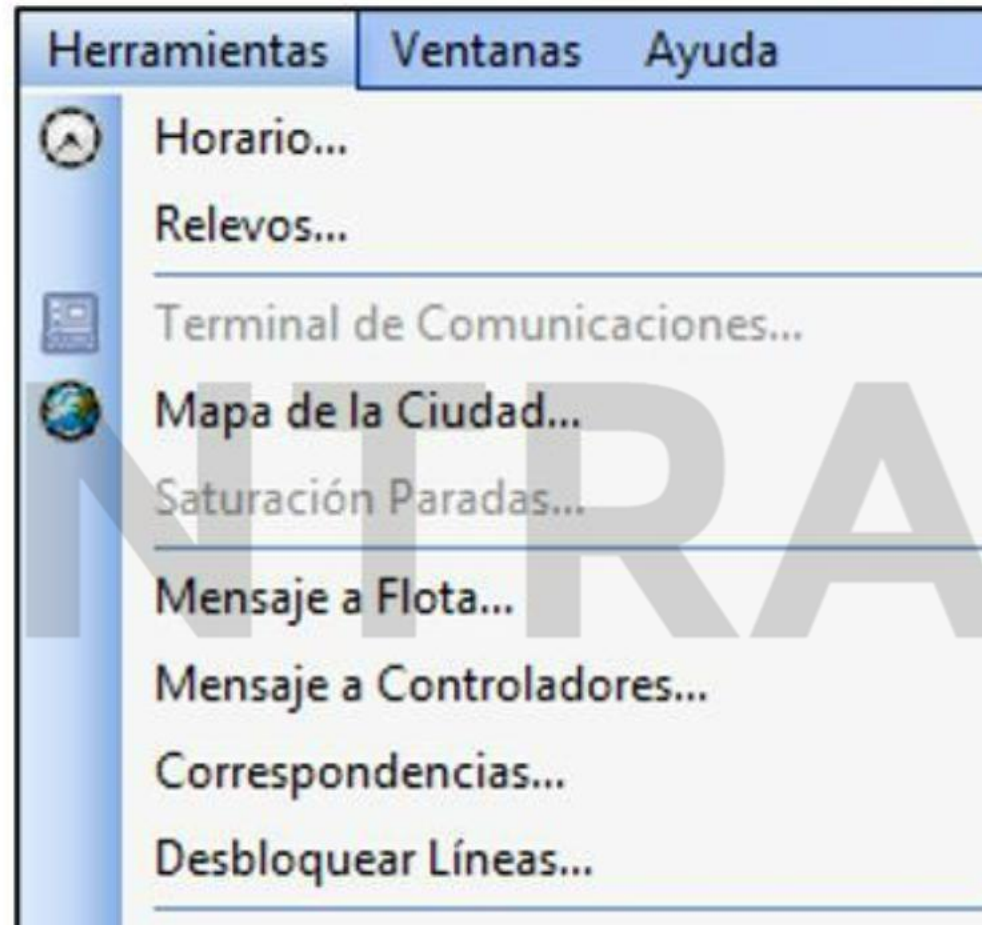 Herramientas Ventanas Ayuda
Horario...
Relevos...
Terminal de Comunicaciones...
Mapa de la Ciudad...
Saturación Paradas...
NTRA
Mensaje a Flota...
Mensaje a Controladores...
Correspondencias...
Desbloquear Líneas...